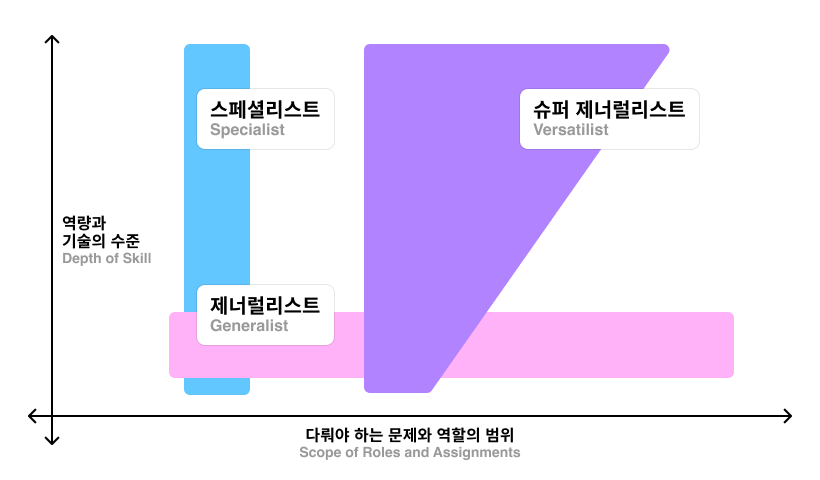 스페셜리스트
Specialist
슈퍼 제너럴리스트
Versatilist
역량과
기술의 수준
Depth of Skill
제너럴리스트
Generalist
다뤄야 하는 문제와 역할의 범위
Scope of Roles and Assignments